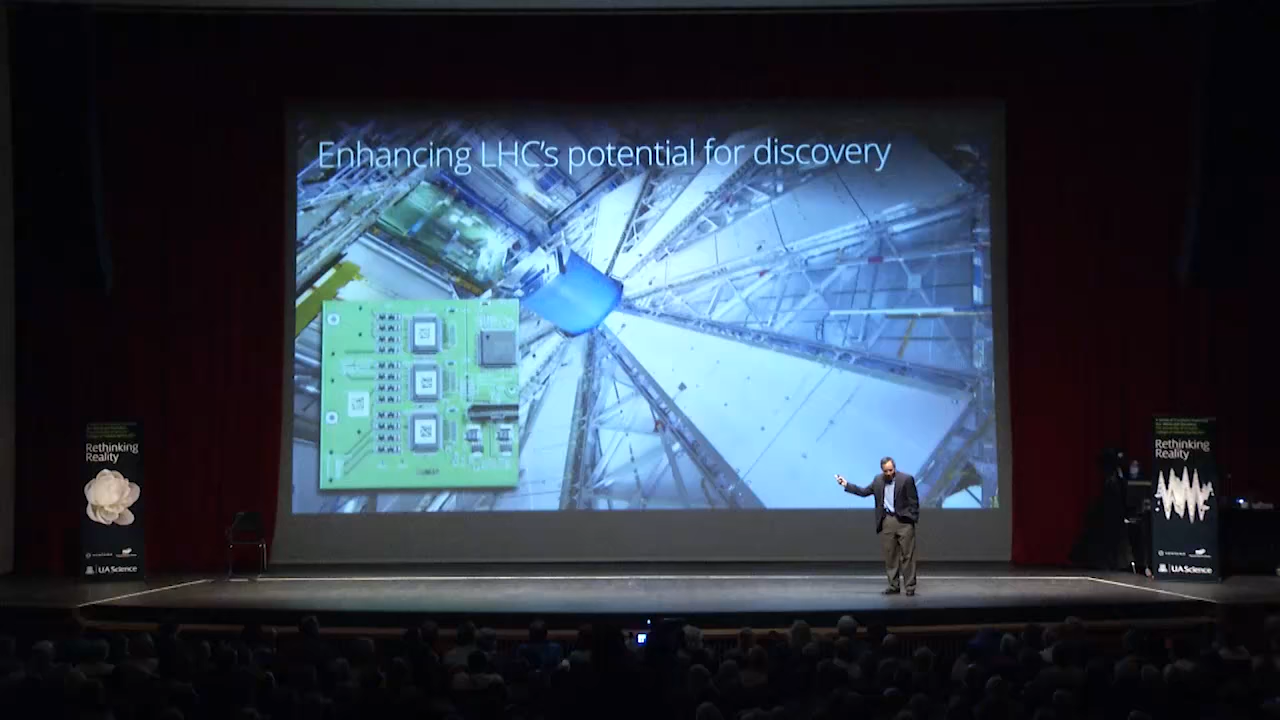 Enhancing LHC's potential for discovery
Rethinking
Reality
UA Science
Rethinking
Reality
UA Science